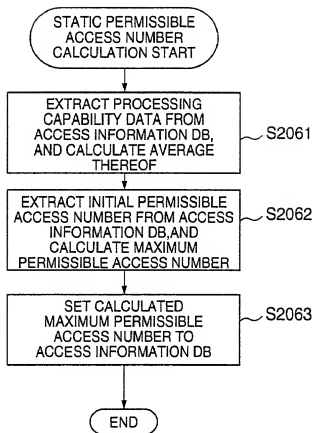 STATIC PERMISSIBLE
ACCESS NUMBER
CALCULATION START
EXTRACT PROCESSING
CAPABILITY DATA FROM
ACCESS INFORMATION DB,
AND CALCULATE AVERAGE
THEREOF
S2061
EXTRACT INITIAL PERMISSIBLE
ACCESS NUMBER FROM ACCESS
INFORMATION DB,AND
CALCULATE MAXIMUM
PERMISSIBLE ACCESS NUMBER
S2062
SET CALCULATED
MAXIMUM PERMISSIBLE
ACCESS NUMBER TO
ACCESS INFORMATION DB
S2063
END